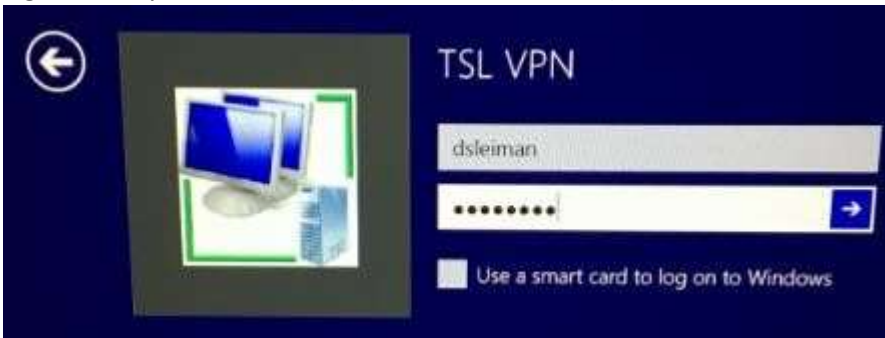 TSL VPN
dsleiman
••••••••
Use a smart card to log on to Windows